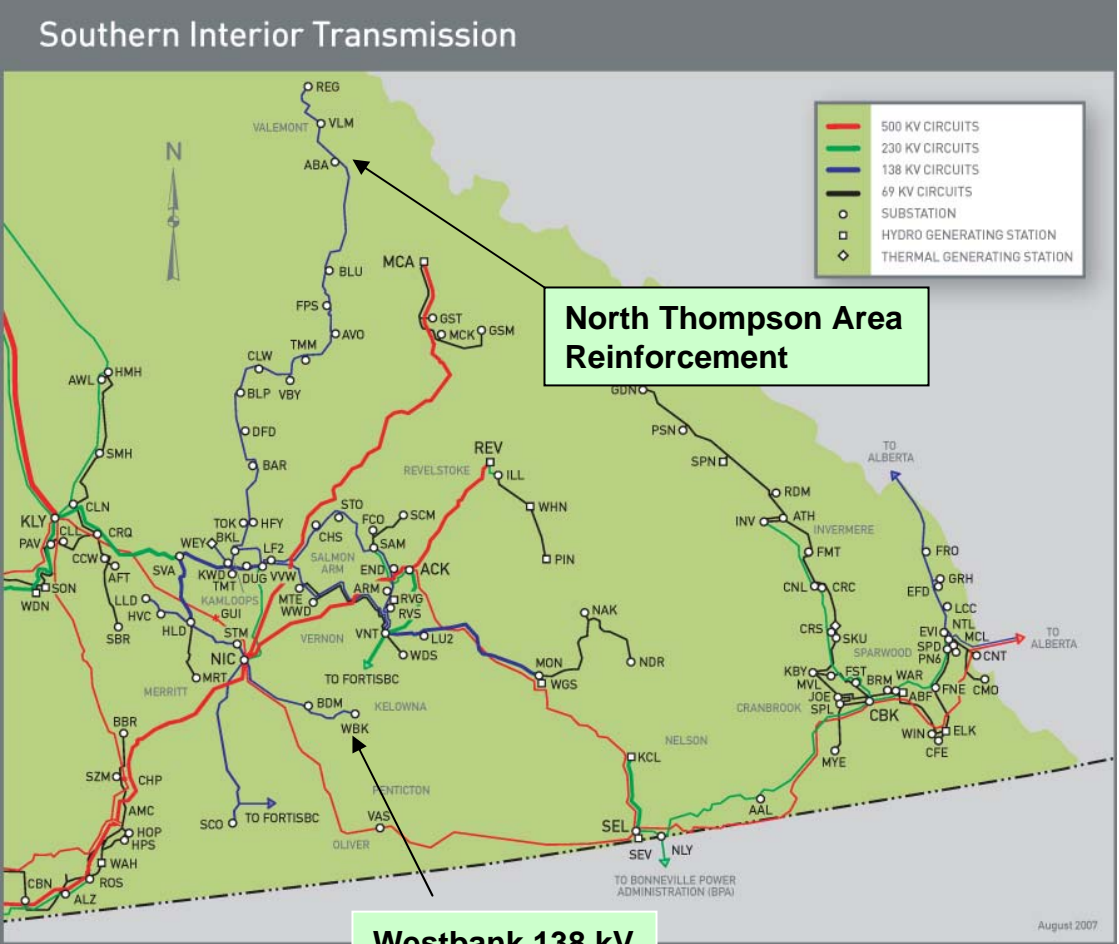 Southern Interior Transmission
REG
VALEMONT
VLM
ABA
N
500 KV CIRCUITS
230 KV CIRCUITS
138 KV CIRCUITS
69 KV CIRCUITS
SUBSTATION
HYDRO GENERATING STATION
THERMAL GENERATING STATION
BLU
MCA
FPS
GST
MCK
GSM
AVO
TMM
CLW
VBY
BLP
North Thompson Area
Reinforcement
AWL
HMH
GDN
DFD
PSN
SMH
BAR
REV
REVELSTOKE
ILL
SPN
TO
ALBERTA
RDM
CLN
KLY
CLL
PAV
CRQ
TOK
HFY
STO
CHS
FCO
SCM
WHN
INV
ATH
INVERMERE
WEY
BKL
LF2
SAM
SALMON
ARM
CCW
AFT
SVA
KWD
TMT
DUG
VVW
END
ACK
PIN
FMT
FRO
SON
WDN
KAMLOOPS
MTE
WWD
ARM
RVG
RVS
CNL
CRC
GRH
EFD
LLD
HVC
GUI
SBR
HLD
STM
VERNON
VNT
LU2
NAK
LCC
CRS
SKU
EVI
NTL
MCL
SPD
SPARWOOD
PN6
CNT
TO
ALBERTA
NIC
WDS
MON
WGS
NDR
MRT
MERRITT
TO FORTISBC
KBY
MVL
FST
BRM
WAR
ABF
FNE
CMO
BDM
KELOWNA
WBK
CRANBROOK
JOE
SPL
CBK
WIN
ELK
CFE
BBR
NELSON
KCL
MYE
SZM
CHP
PENTICTON
AMC
SCO
TO FORTISBC
VAS
AAL
HOP
HPS
OLIVER
SEL
SEV
NLY
WAH
ROS
CBN
ALZ
TO BONNEVILLE POWER
ADMINISTRATION (BPA)
August 2007
Westbank 138 kV